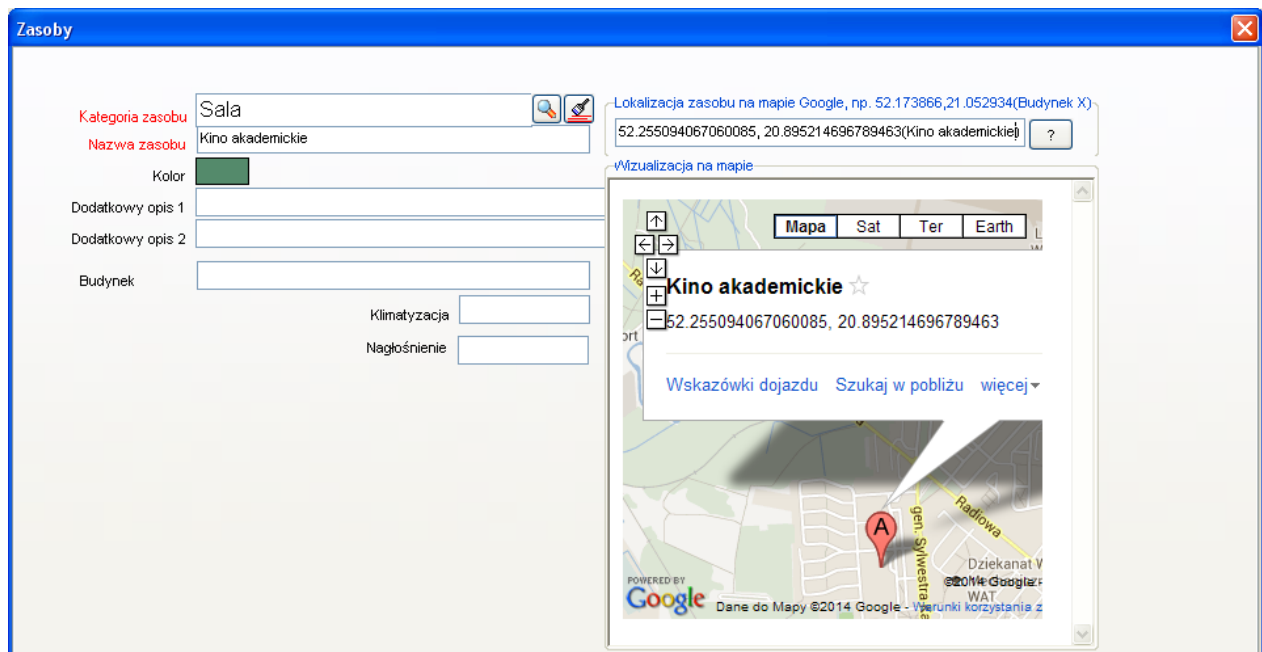 Zasoby
Kategoria zasobu Sala
Nazwa zasobu Kino akademickie
Kolor
Dodatkowy opis 1
Dodatkowy opis 2
Budynek
Klimatyzacja
Nagłośnienie
Lokalizacja zasobu na mapie Google, np. 52.173866,21.052934(Budynek X)
52.255094067060085, 20.895214696789463(Kino akademickie) ?
Wizualizacja na mapie
Mapa Sat Ter Earth
Kino akademickie
52.255094067060085, 20.895214696789463
Wskazówki dojazdu Szukaj w pobliżu więcej
A
Radiowa
gen. Sylwestra
Dziekanat
WAT
©2014 Google
POWERED BY
Google
Dane do Mapy ©2014 Google - Warunki korzystania z